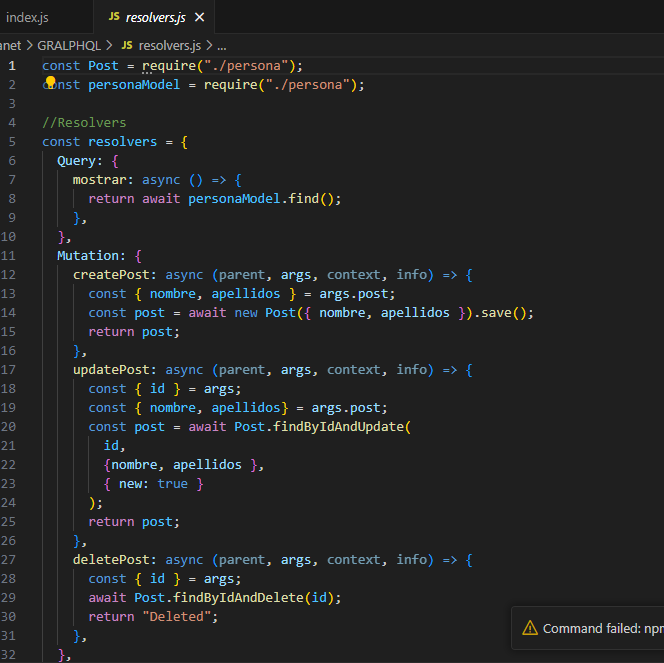 index.js
JS resolvers.js ×
anet > GRALPHQL > JS resolvers.js > ...
1 const Post = require("./persona");
2 const personaModel = require("./persona");
3
4 //Resolvers
5 const resolvers = {
6 Query: {
7 mostrar: async () => {
8 return await personaModel.find();
9 },
10 },
11 Mutation: {
12 createPost: async (parent, args, context, info) => {
13 const { nombre, apellidos } = args.post;
14 const post = await new Post({ nombre, apellidos }).save();
15 return post;
16 },
17 updatePost: async (parent, args, context, info) => {
18 const { id } = args;
19 const { nombre, apellidos} = args.post;
20 const post = await Post.findByIdAndUpdate(
21 id,
22 {nombre, apellidos },
23 { new: true }
24 );
25 return post;
26 },
27 deletePost: async (parent, args, context, info) => {
28 const { id } = args;
29 await Post.findByIdAndDelete(id);
30 return "Deleted";
31 },
32 },
Command failed: npm